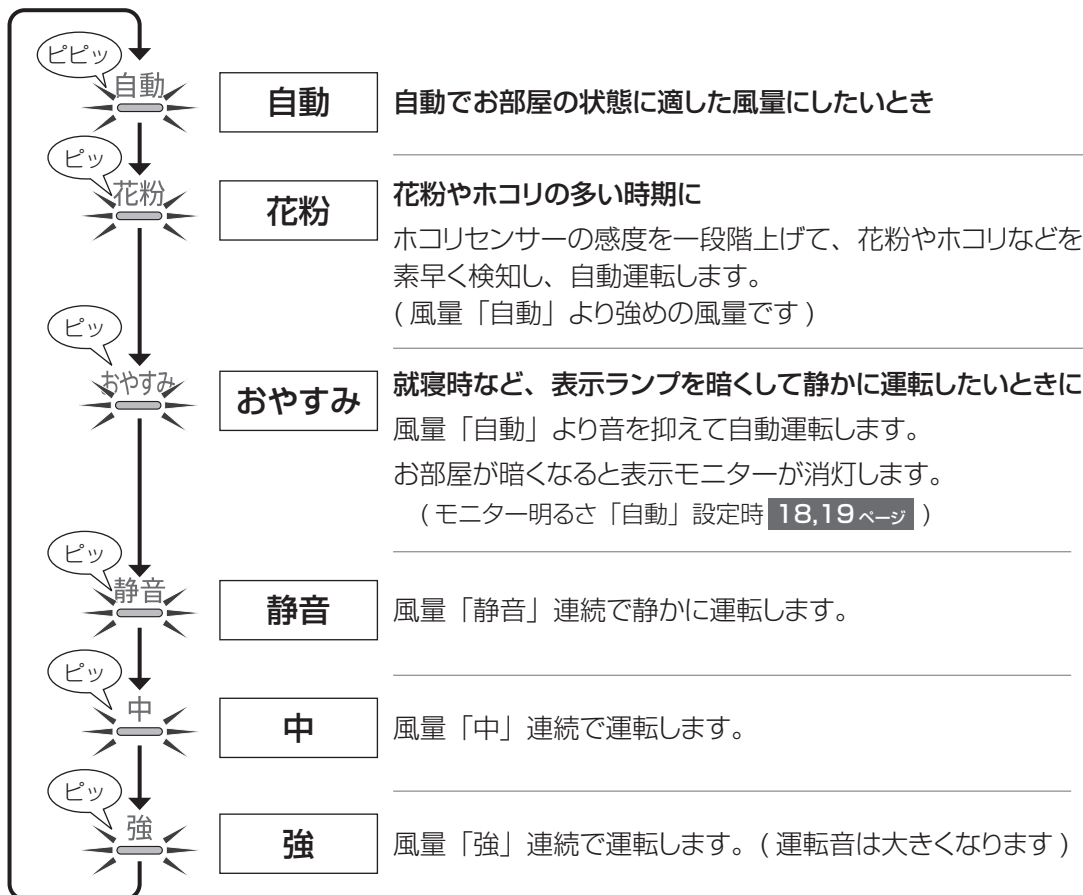 ピピッ
自動
自動
自動でお部屋の状態に適した風量にしたいとき
ピッ
花粉
花粉
花粉やホコリの多い時期に
ホコリセンサーの感度を一段階上げて、花粉やホコリなどを
素早く検知し、自動運転します。
(風量「自動」より強めの風量です)
ピッ
おやすみ
おやすみ
就寝時など、表示ランプを暗くして静かに運転したいときに
風量「自動」より音を抑えて自動運転します。
お部屋が暗くなると表示モニターが消灯します。
(モニター明るさ「自動」設定時 18,19ページ )
ピッ
静音
静音
風量「静音」連続で静かに運転します。
ピッ
中
中
風量「中」連続で運転します。
ピッ
強
強
風量「強」連続で運転します。(運転音は大きくなります)